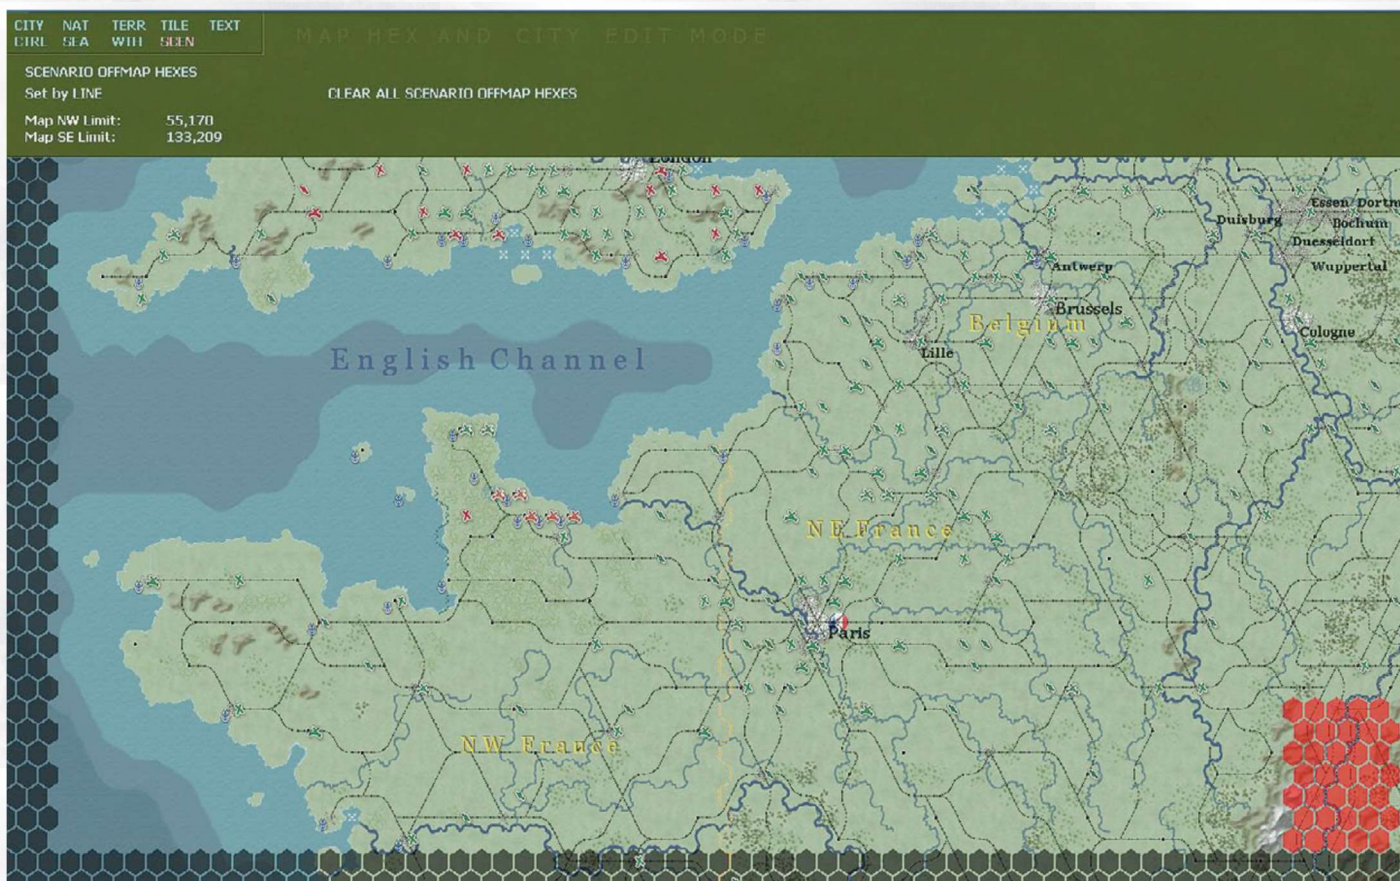 CITY NAT TERR TILE TEXT
CTRL SEA WTH SCEN
MAP HEX AND CITY EDIT MODE
SCENARIO OFFMAP HEXES
Set by LINE
CLEAR ALL SCENARIO OFFMAP HEXES
Map NW Limit: 55,170
Map SE Limit: 133,209
London
Essen Dortm
Duisburg
Bochum
Duesseldorf
Antwerp
Wuppertal
Brussels
Belgium
Cologne
Lille
English Channel
NE France
Paris
NW France